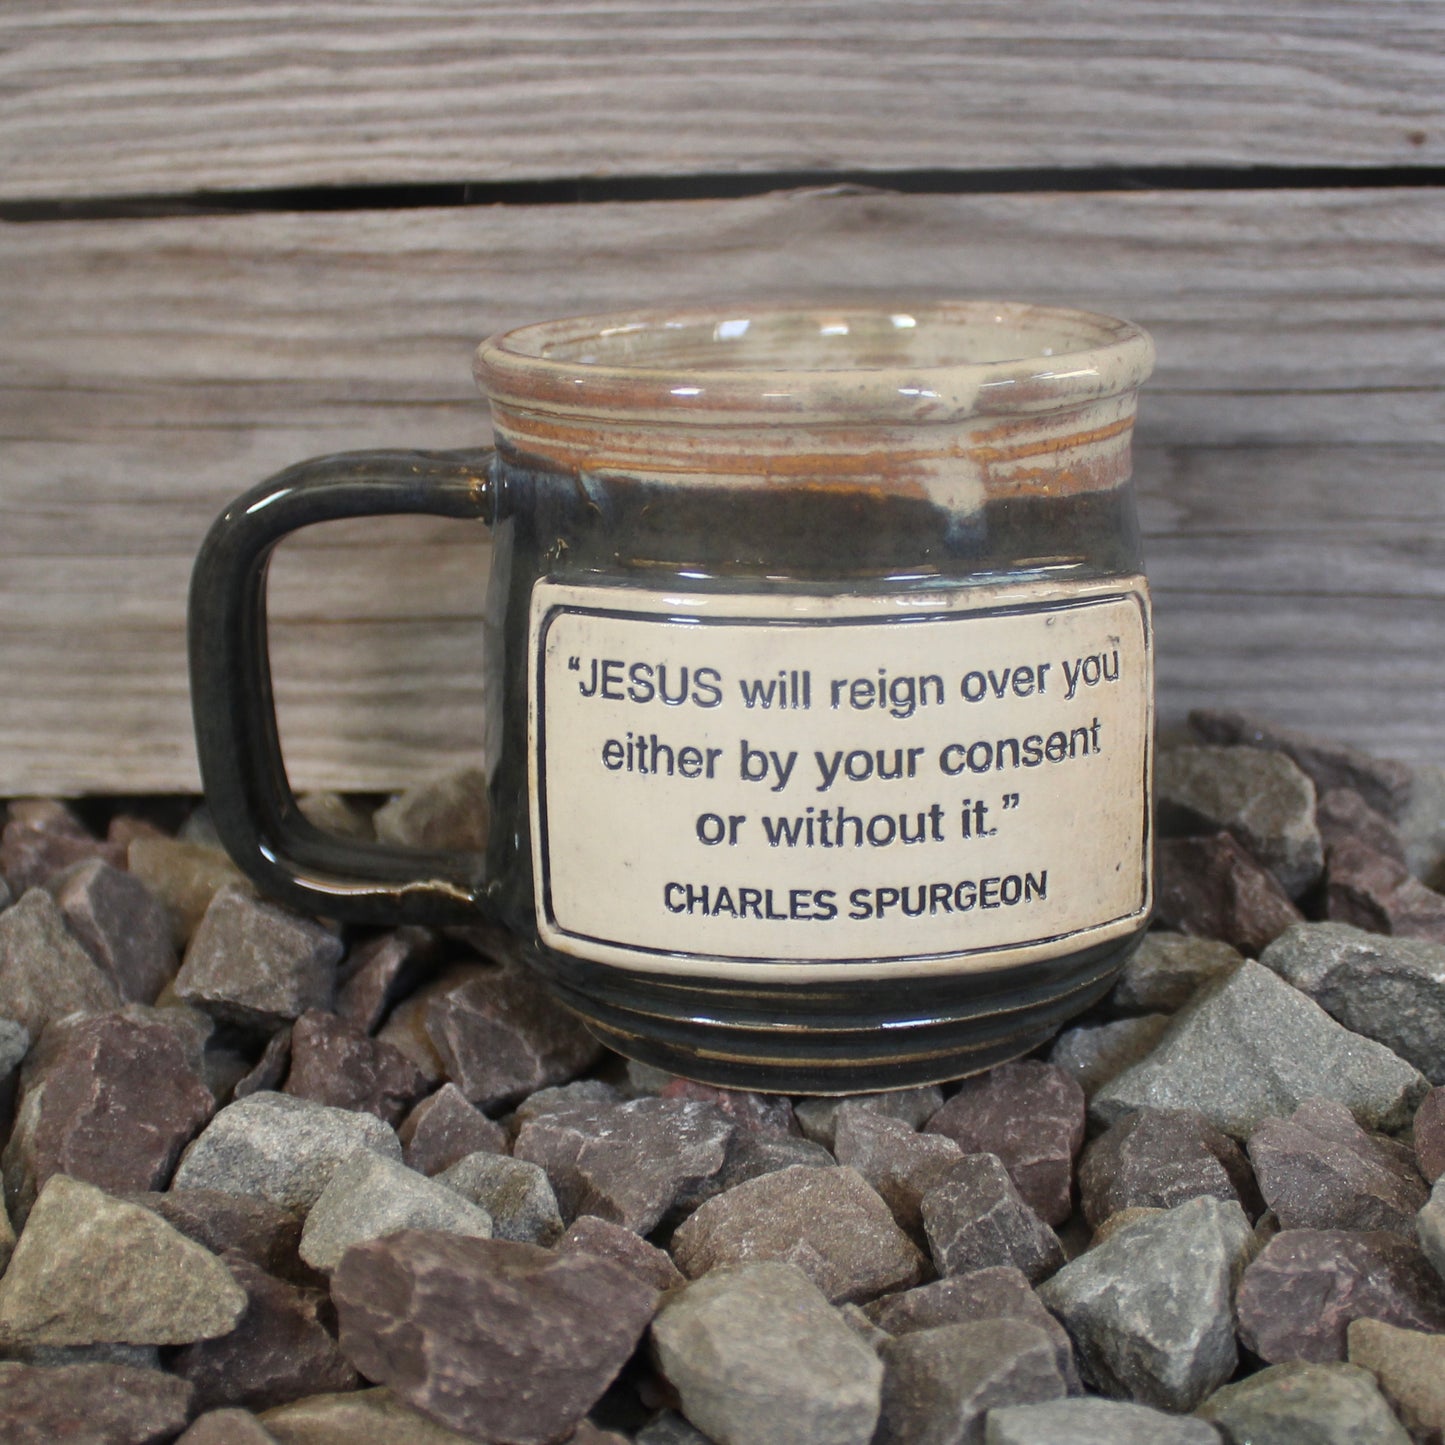 “JESUS will reign over you
either by your consent
or without it.”
CHARLES SPURGEON